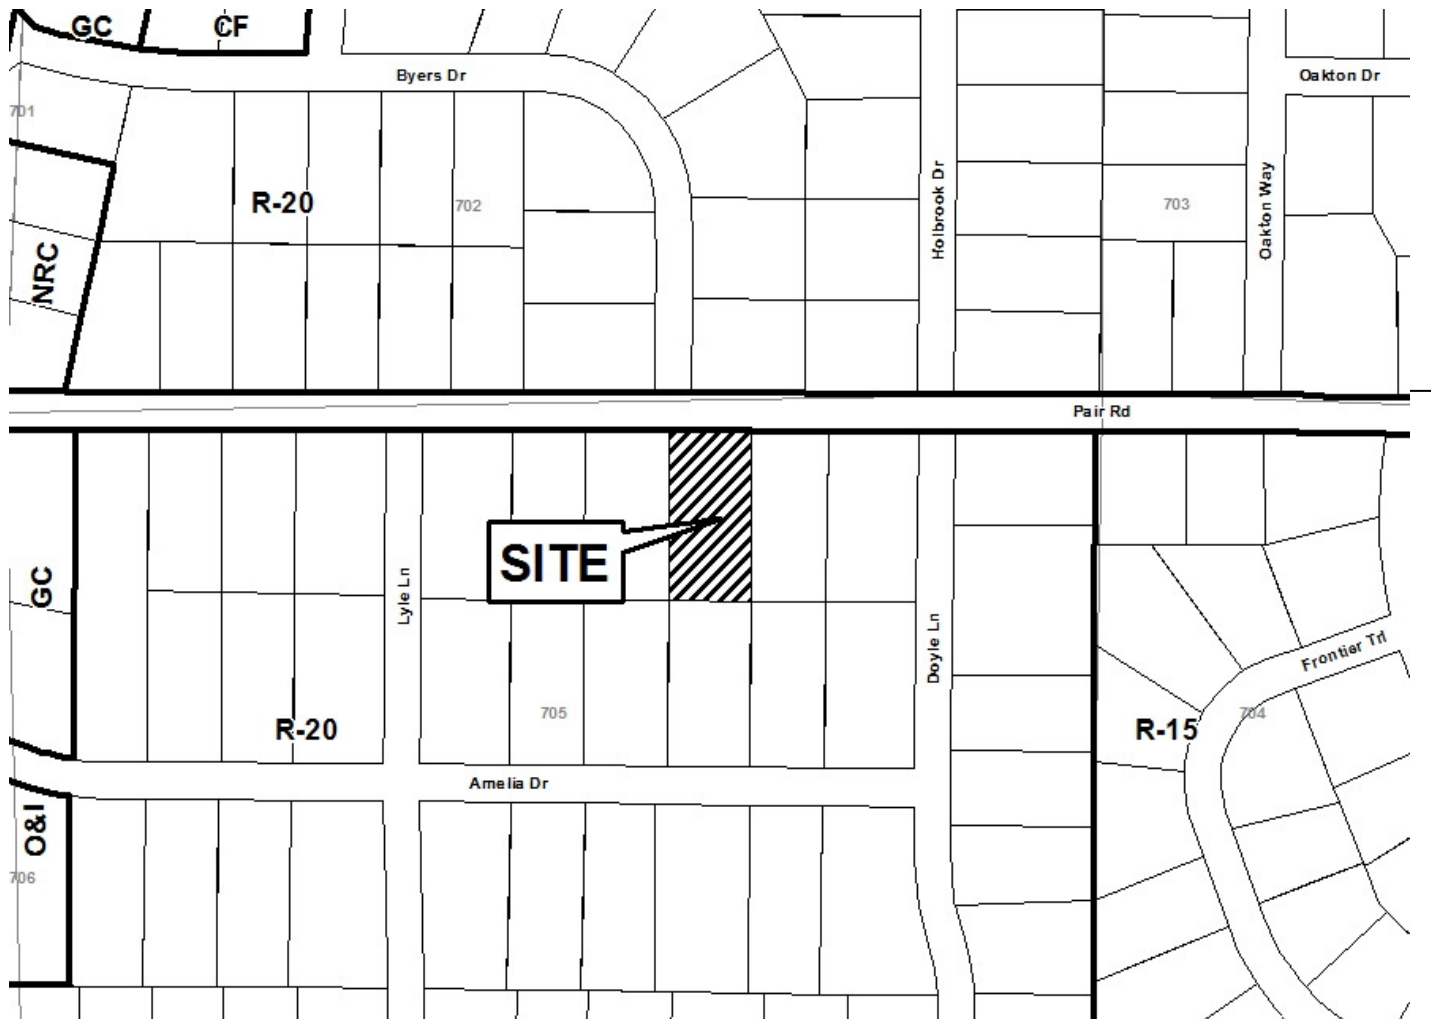 GC
CF
Byers Dr
Oakton Dr
701
R-20
702
Holbrook Dr
703
Oakton Way
NRC
Pair Rd
SITE
GC
Lyle Ln
Doyle Ln
Frontier Trl
705
704
R-20
R-15
Amelia Dr
O&I
706